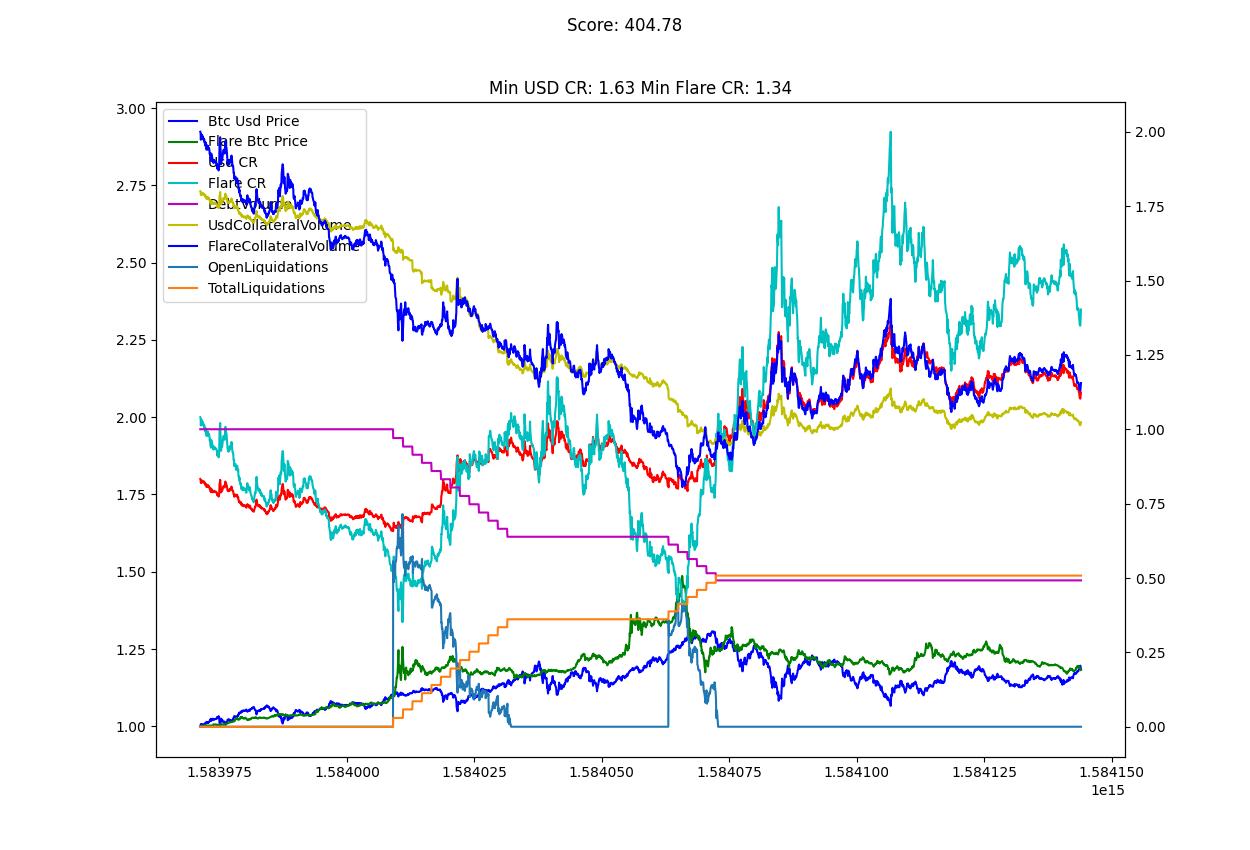 Score: 404.78
Min USD CR: 1.63 Min Flare CR: 1.34
Btc Usd Price
Flare Btc Price
Usd CR
Flare CR
DebtVolume
UsdCollateralVolume
FlareCollateralVolume
OpenLiquidations
TotalLiquidations
3.00
2.75
2.50
2.25
2.00
1.75
1.50
1.25
1.00
2.00
1.75
1.50
1.25
1.00
0.75
0.50
0.25
0.00
1.583975 1.584000 1.584025 1.584050 1.584075 1.584100 1.584125 1.584150
1e15